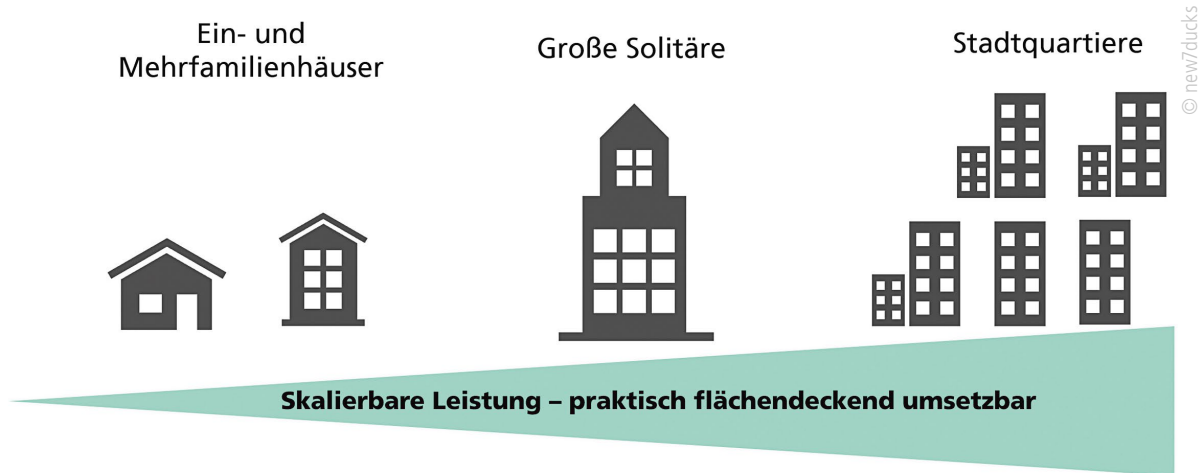 Ein- und
Mehrfamilienhäuser
Große Solitäre
Stadtquartiere
© new7ducks
Skalierbare Leistung – praktisch flächendeckend umsetzbar